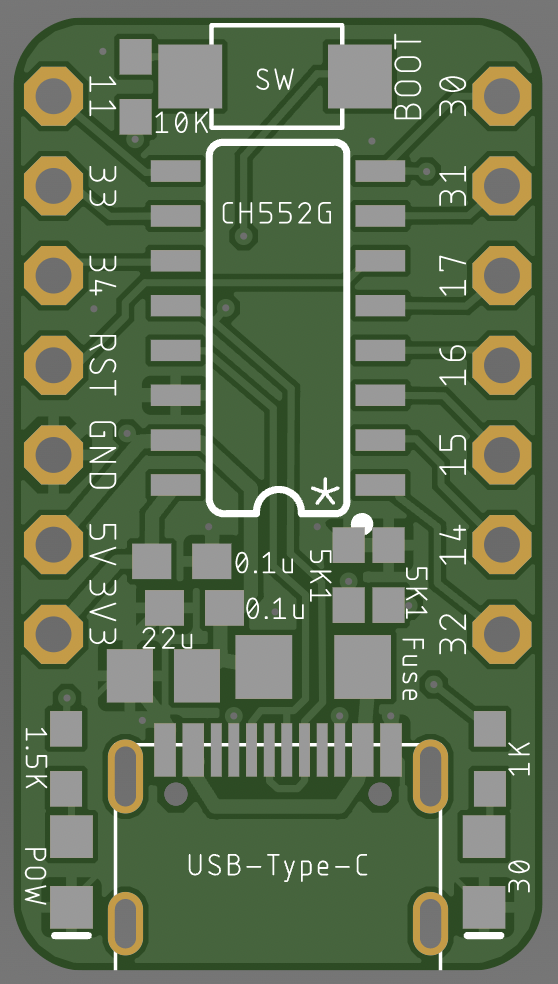 SW
BOOT
10K
11
33
34
RST
GND
5V
3V3
CH552G
*
30
31
17
16
15
14
32
0.1u
0.1u
22u
5K1
5K1
Fuse
1.5K
POW
1K
30
USB-Type-C